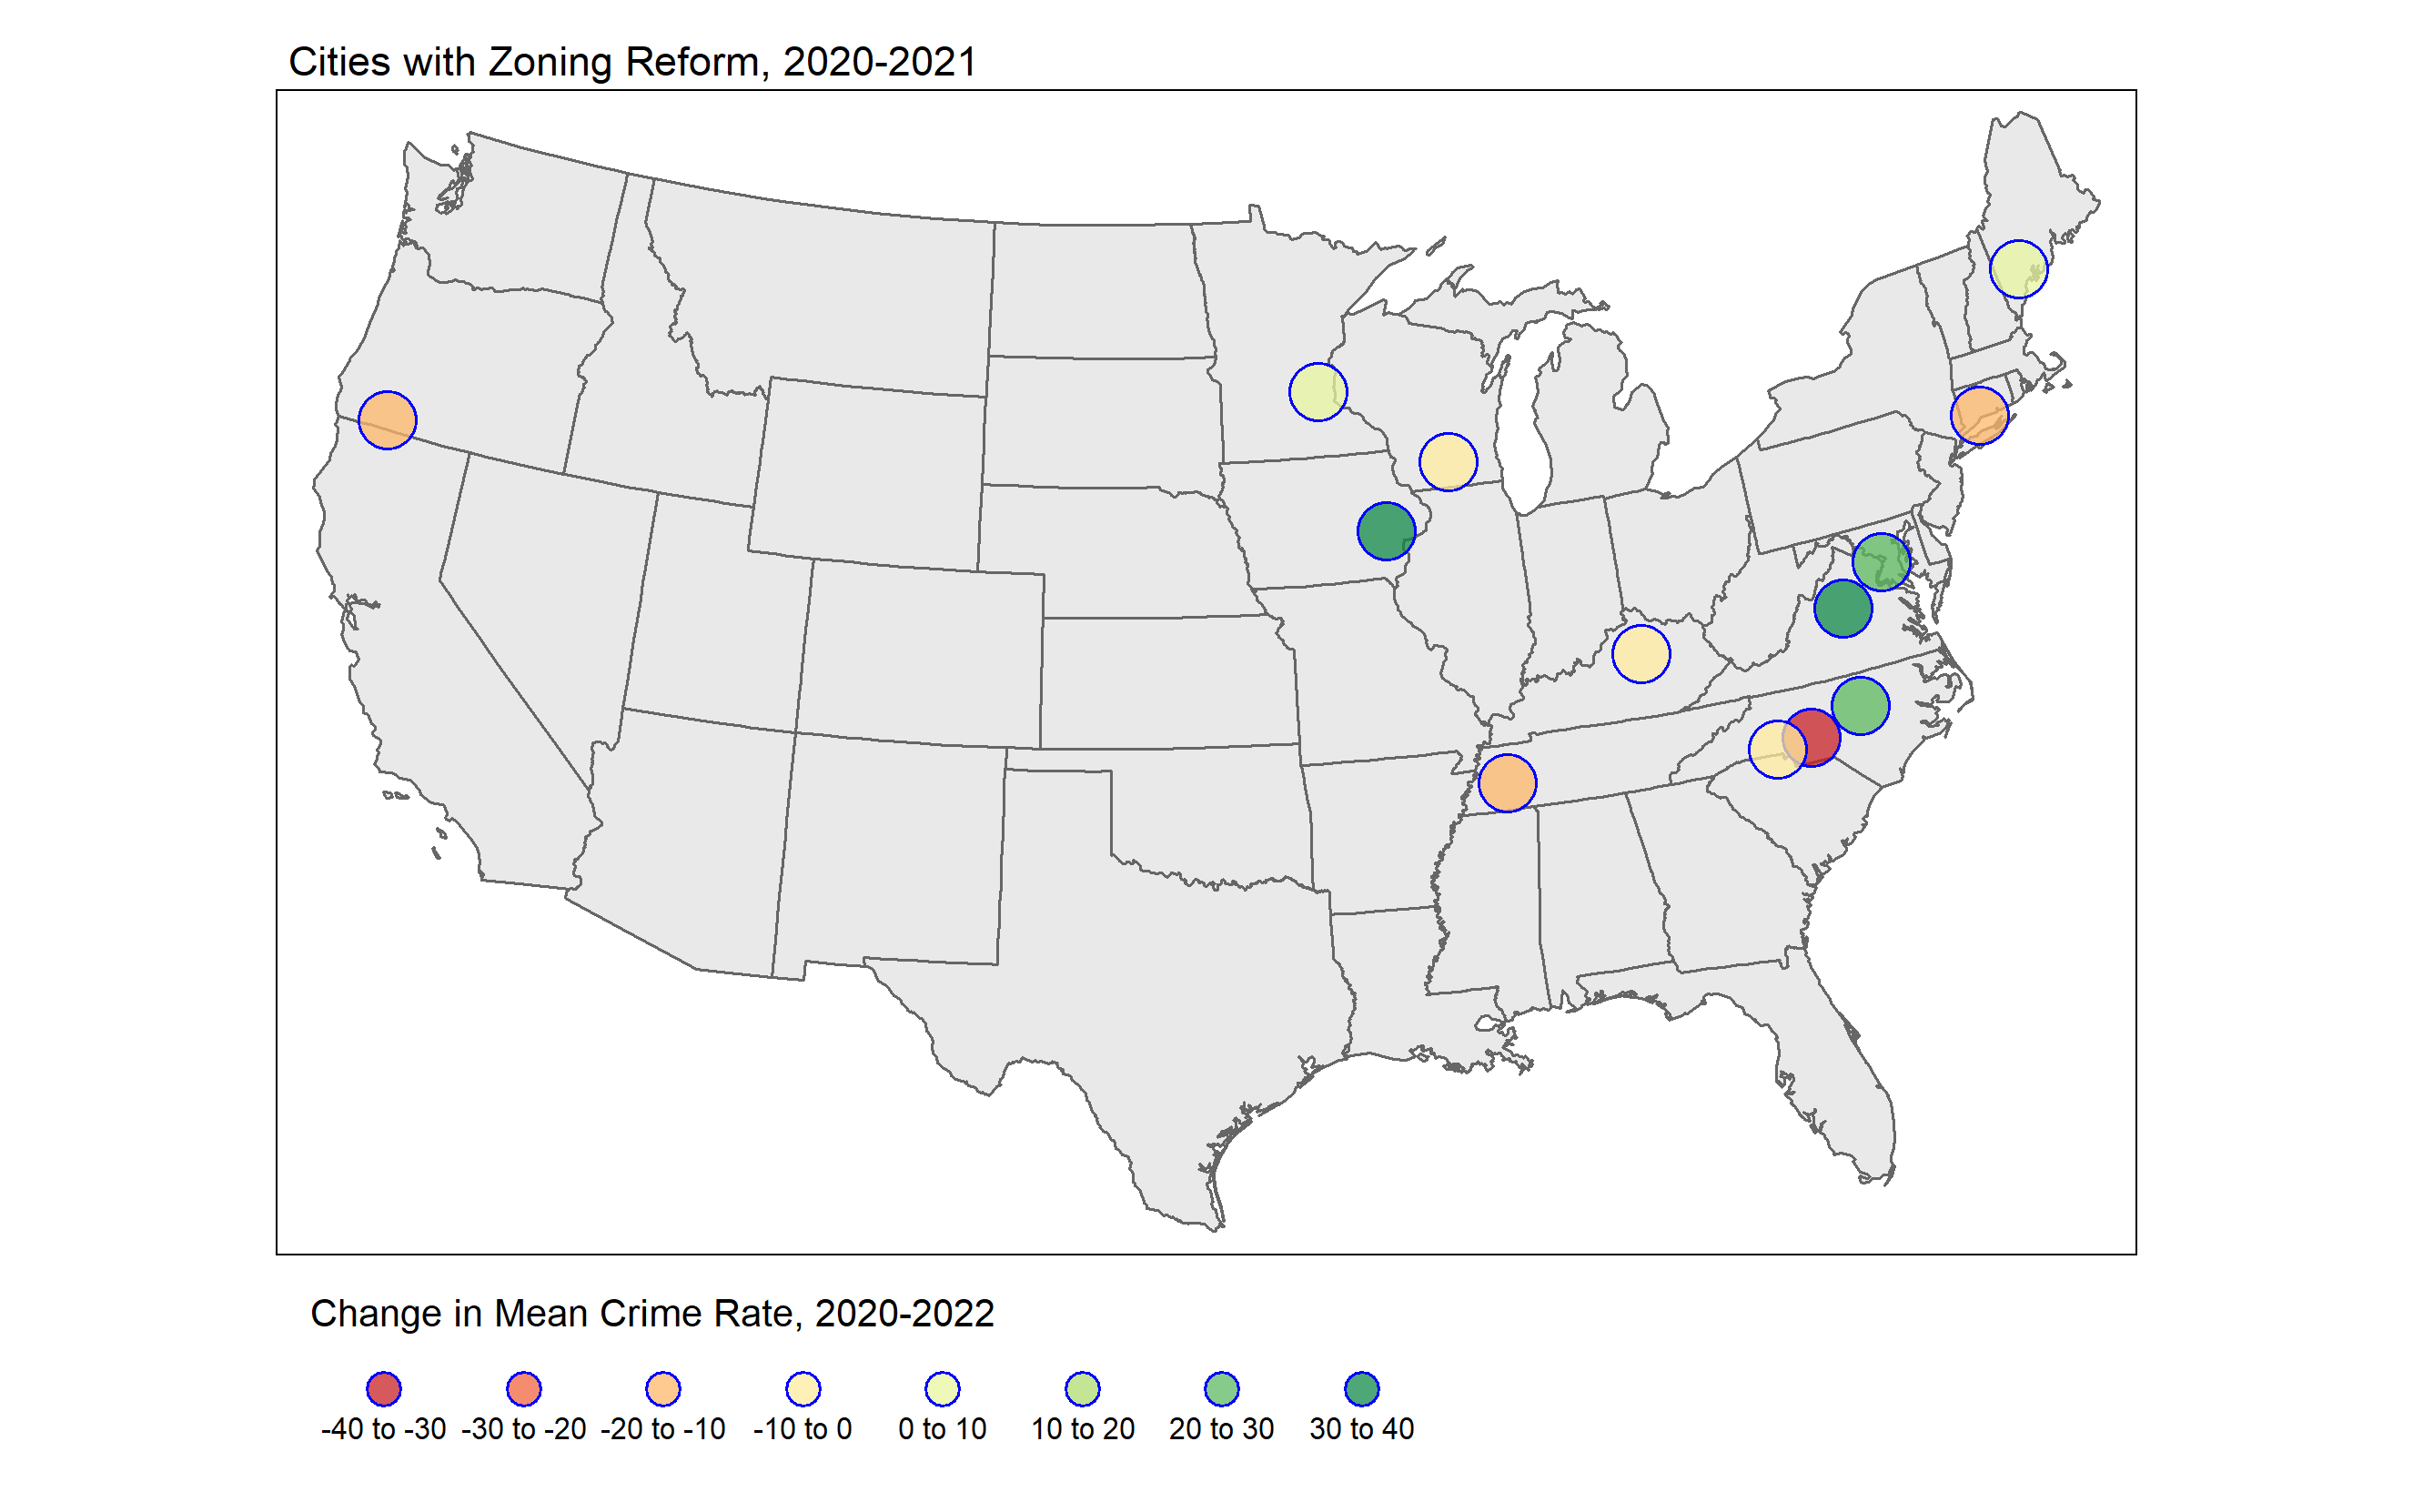 Cities with Zoning Reform, 2020-2021
Change in Mean Crime Rate, 2020-2022
-40 to -30 -30 to -20 -20 to -10 -10 to 0 0 to 10 10 to 20 20 to 30 30 to 40